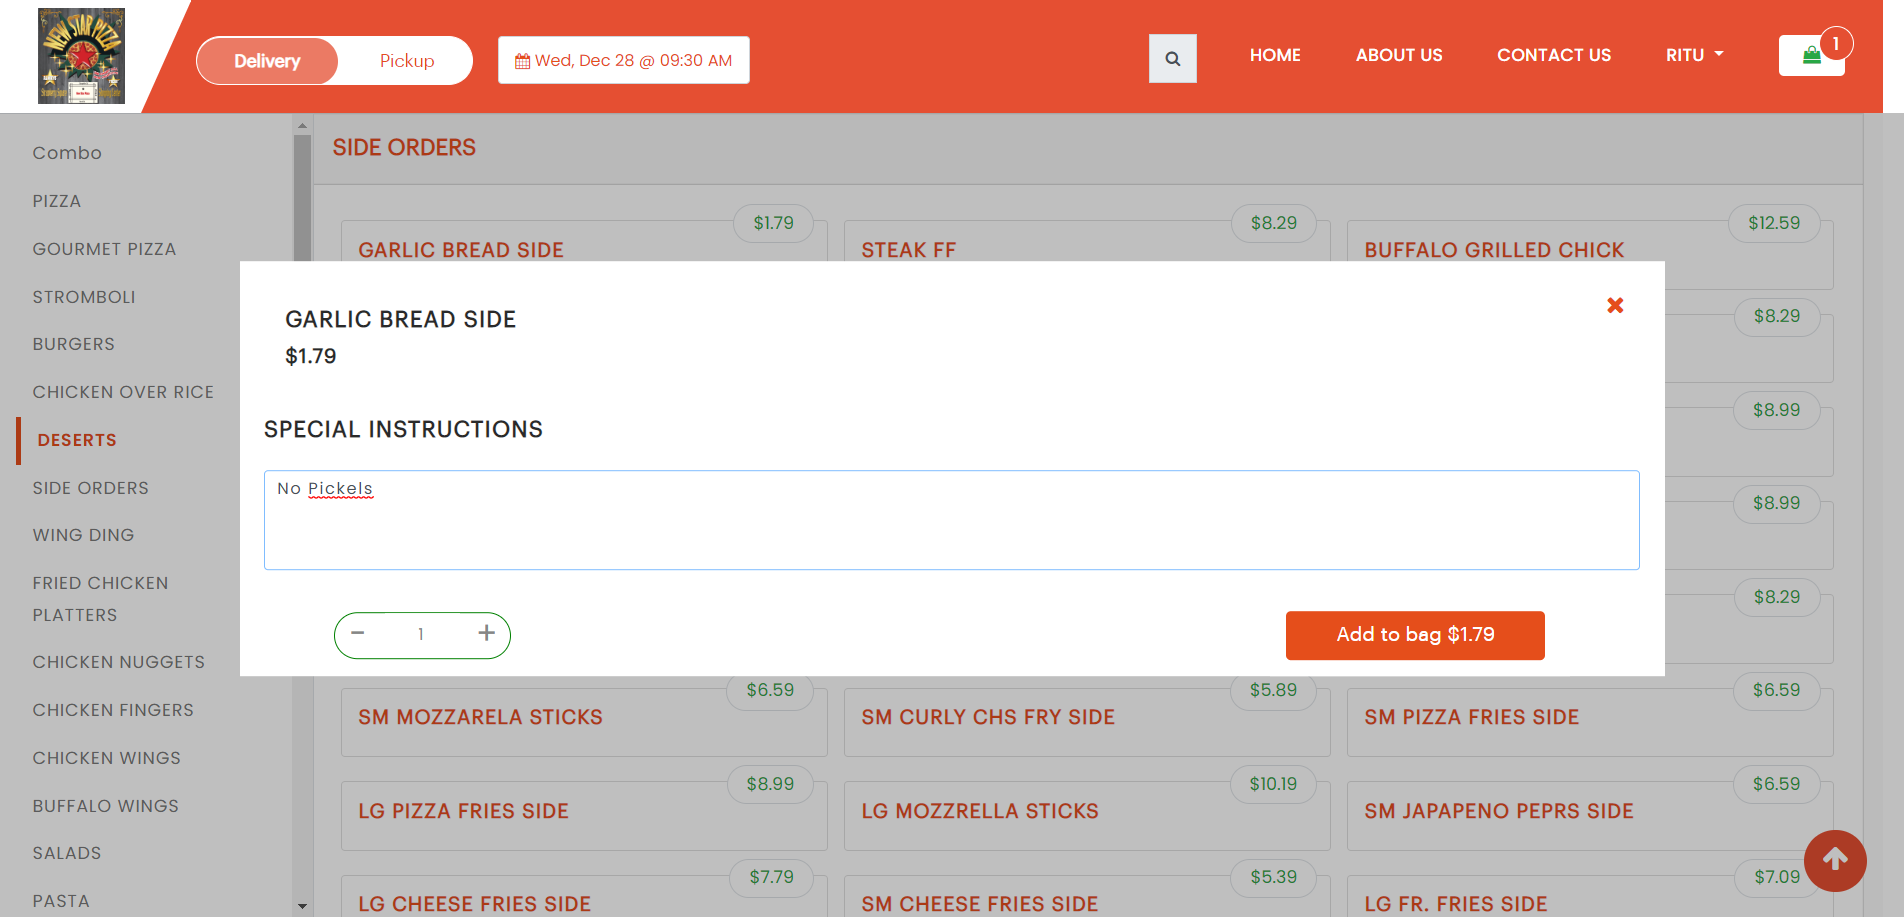 NEW STAR PIZZA
Delivery
Pickup
Wed, Dec 28 @ 09:30 AM
HOME
ABOUT US
CONTACT US
RITU
1
Combo
PIZZA
GOURMET PIZZA
STROMBOLI
BURGERS
CHICKEN OVER RICE
DESERTS
SIDE ORDERS
WING DING
FRIED CHICKEN
PLATTERS
CHICKEN NUGGETS
CHICKEN FINGERS
CHICKEN WINGS
BUFFALO WINGS
SALADS
PASTA
SIDE ORDERS
$1.79
GARLIC BREAD SIDE
$8.29
STEAK FF
$12.59
BUFFALO GRILLED CHICK
$8.29
$8.99
$8.99
$8.29
GARLIC BREAD SIDE
$1.79
SPECIAL INSTRUCTIONS
No Pickels
1
Add to bag $1.79
$6.59
SM MOZZARELA STICKS
$5.89
SM CURLY CHS FRY SIDE
$6.59
SM PIZZA FRIES SIDE
$8.99
LG PIZZA FRIES SIDE
$10.19
LG MOZZRELLA STICKS
$6.59
SM JAPAPENO PEPRS SIDE
$7.79
LG CHEESE FRIES SIDE
$5.39
SM CHEESE FRIES SIDE
$7.09
LG FR. FRIES SIDE